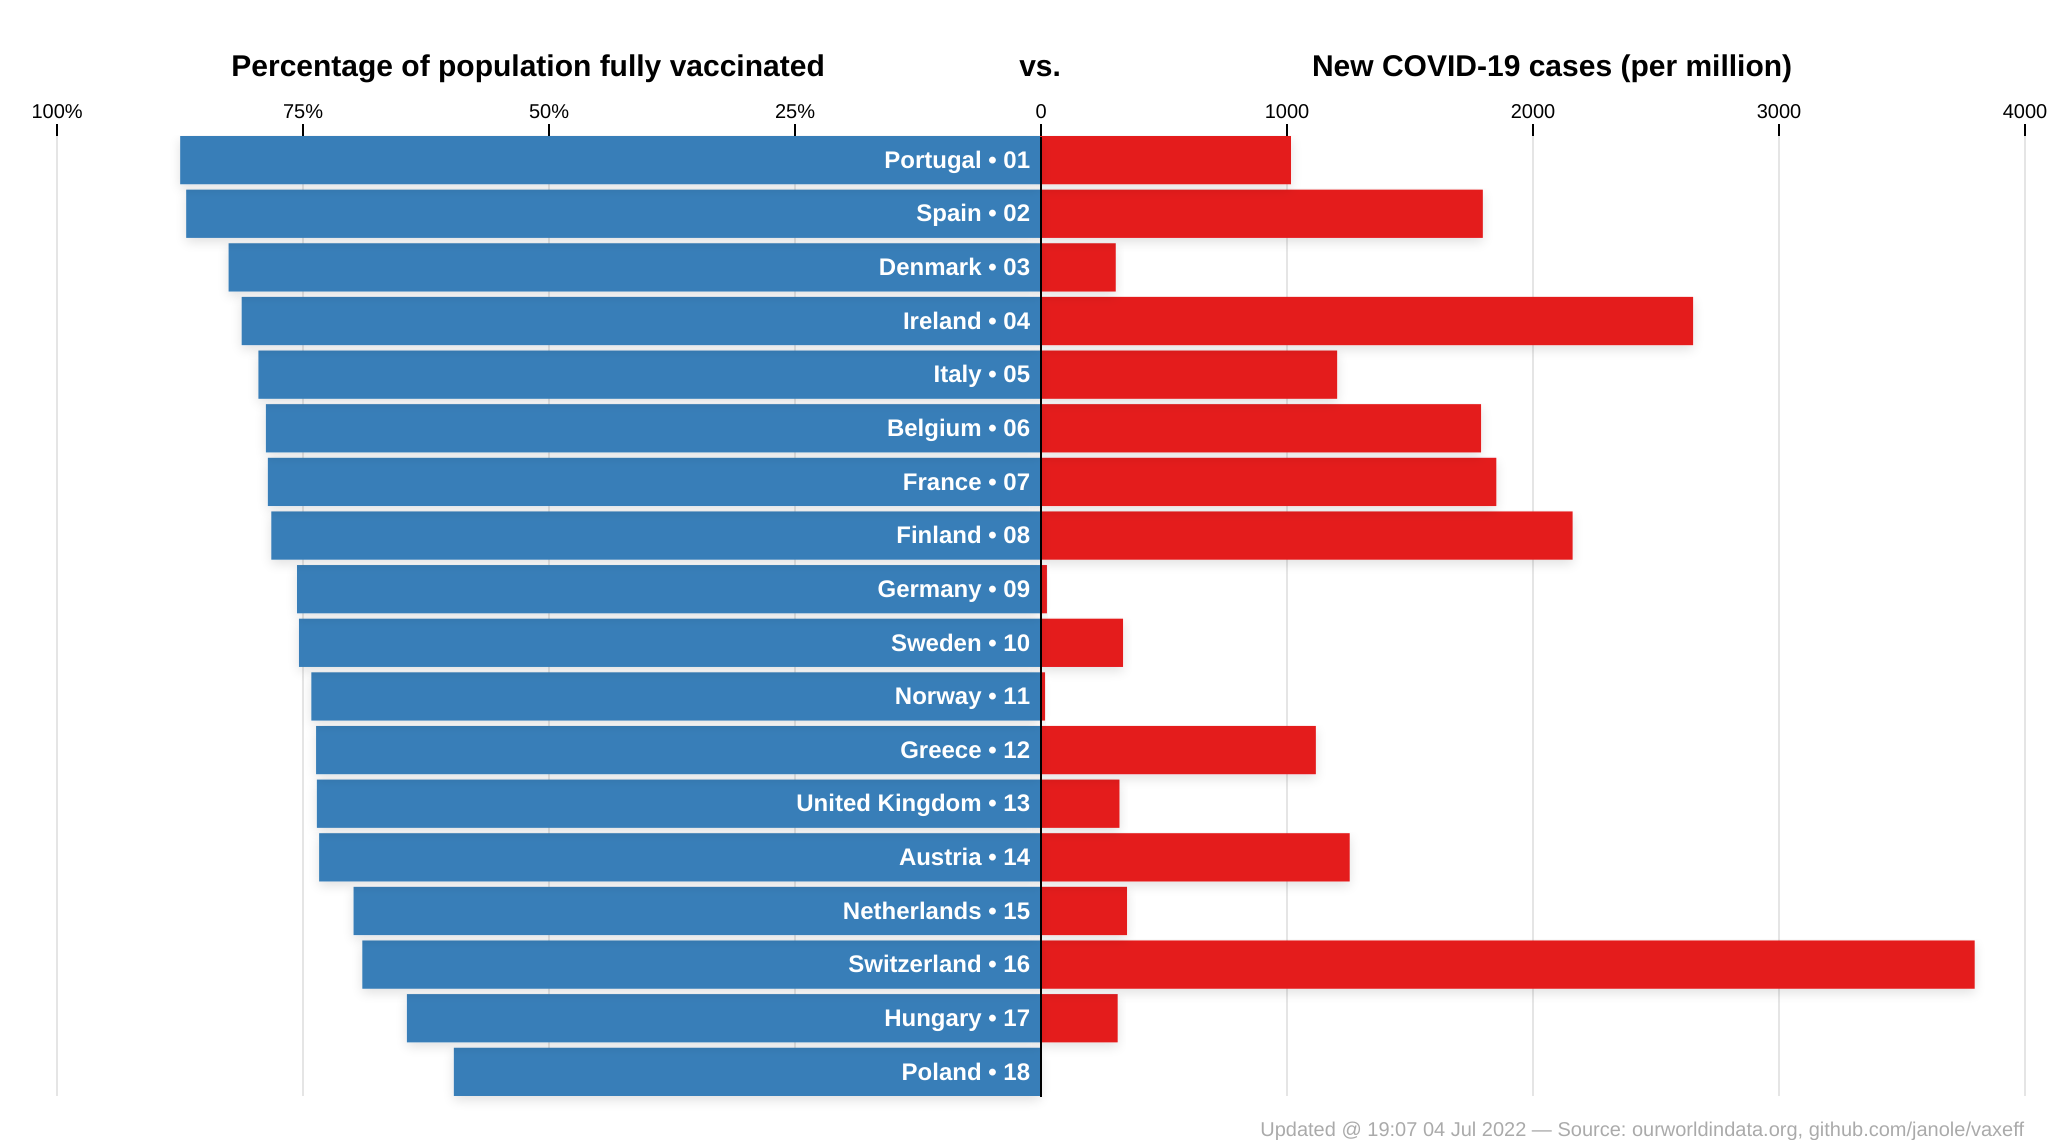 Percentage of population fully vaccinated vs. New COVID-19 cases (per million)
100% 75% 50% 25% 0 1000 2000 3000 4000
Portugal • 01
Spain • 02
Denmark • 03
Ireland • 04
Italy • 05
Belgium • 06
France • 07
Finland • 08
Germany • 09
Sweden • 10
Norway • 11
Greece • 12
United Kingdom • 13
Austria • 14
Netherlands • 15
Switzerland • 16
Hungary • 17
Poland • 18
Updated @ 19:07 04 Jul 2022 — Source: ourworldindata.org, github.com/janole/vaxeff